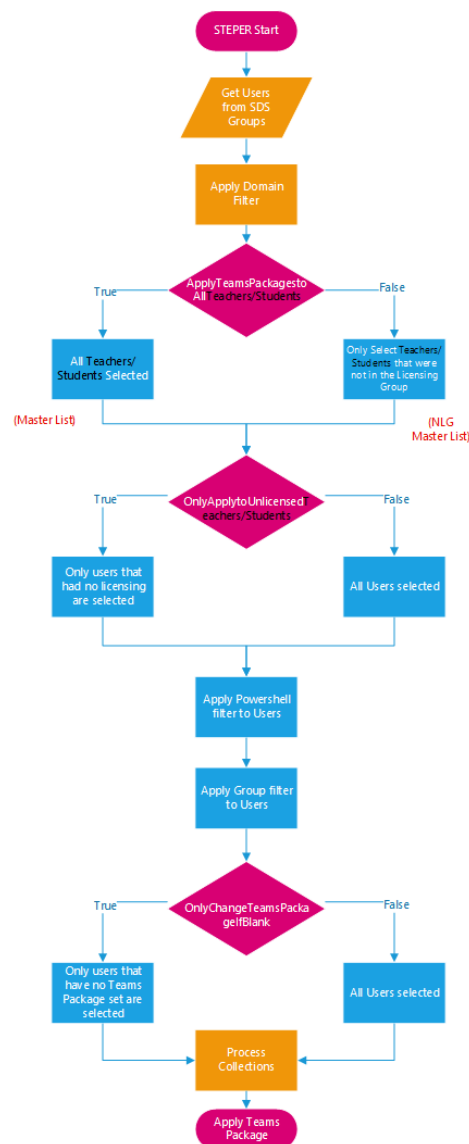 STEPER Start
Get Users
from SDS
Groups
Apply Domain
Filter
ApplyTeamsPackagesto
AllTeachers/Students
True
False
All Teachers/
Students Selected
Only Select Teachers/
Students that were
not in the Licensing
Group
(Master List)
(NLG
Master List)
OnlyApplytoUnlicensedT
eachers/Students
True
False
Only users that
had no licensing
are selected
All Users selected
Apply Powershell
filter to Users
Apply Group filter
to Users
OnlyChangeTeamsPacka
geIfBlank
True
False
Only users that
have no Teams
Package set are
selected
All Users selected
Process
Collections
Apply Teams
Package